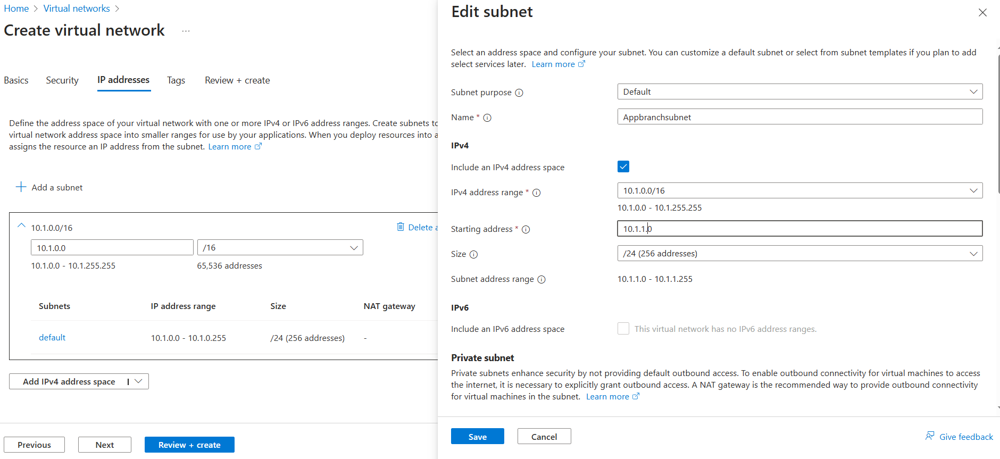 Home > Virtual networks >
Create virtual network ...
Basics Security IP addresses Tags Review + create
Define the address space of your virtual network with one or more IPv4 or IPv6 address ranges. Create subnets to
virtual network address space into smaller ranges for use by your applications. When you deploy resources into a
assigns the resource an IP address from the subnet. Learn more
+ Add a subnet
10.1.0.0/16
Delete a
10.1.0.0 /16
10.1.0.0 - 10.1.255.255 65,536 addresses
Subnets IP address range Size NAT gateway
default 10.1.0.0 - 10.1.0.255 /24 (256 addresses) -
Add IPv4 address space |
Previous Next Review + create
Edit subnet
Select an address space and configure your subnet. You can customize a default subnet or select from subnet templates if you plan to add
select services later. Learn more
Subnet purpose Default
Name * Appbranchsubnet
IPv4
Include an IPv4 address space
IPv4 address range * 10.1.0.0/16
10.1.0.0 - 10.1.255.255
Starting address * 10.1.1.0
Size /24 (256 addresses)
Subnet address range 10.1.1.0 - 10.1.1.255
IPv6
Include an IPv6 address space This virtual network has no IPv6 address ranges.
Private subnet
Private subnets enhance security by not providing default outbound access. To enable outbound connectivity for virtual machines to access
the internet, it is necessary to explicitly grant outbound access. A NAT gateway is the recommended way to provide outbound connectivity
for virtual machines in the subnet. Learn more
Save Cancel Give feedback